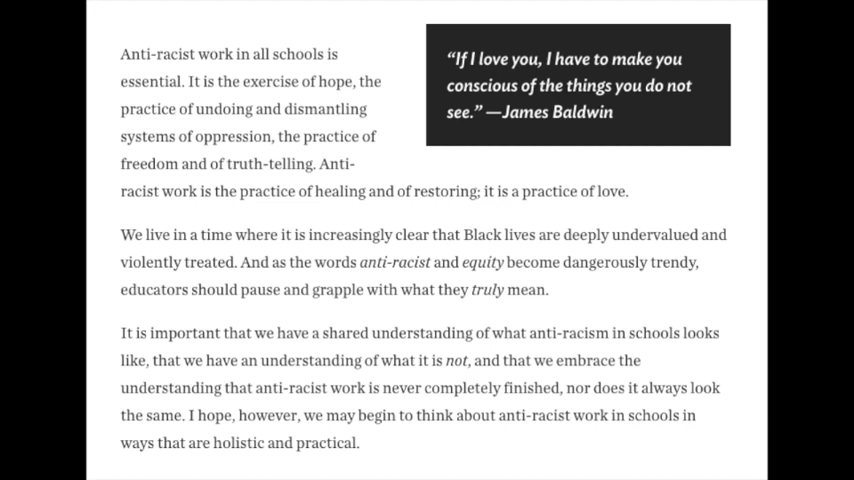 Anti-racist work in all schools is
essential. It is the exercise of hope, the
practice of undoing and dismantling
systems of oppression, the practice of
freedom and of truth-telling. Anti-
racist work is the practice of healing and of restoring; it is a practice of love.
“If I love you, I have to make you
conscious of the things you do not
see.” —James Baldwin
We live in a time where it is increasingly clear that Black lives are deeply undervalued and
violently treated. And as the words anti-racist and equity become dangerously trendy,
educators should pause and grapple with what they truly mean.
It is important that we have a shared understanding of what anti-racism in schools looks
like, that we have an understanding of what it is not, and that we embrace the
understanding that anti-racist work is never completely finished, nor does it always look
the same. I hope, however, we may begin to think about anti-racist work in schools in
ways that are holistic and practical.